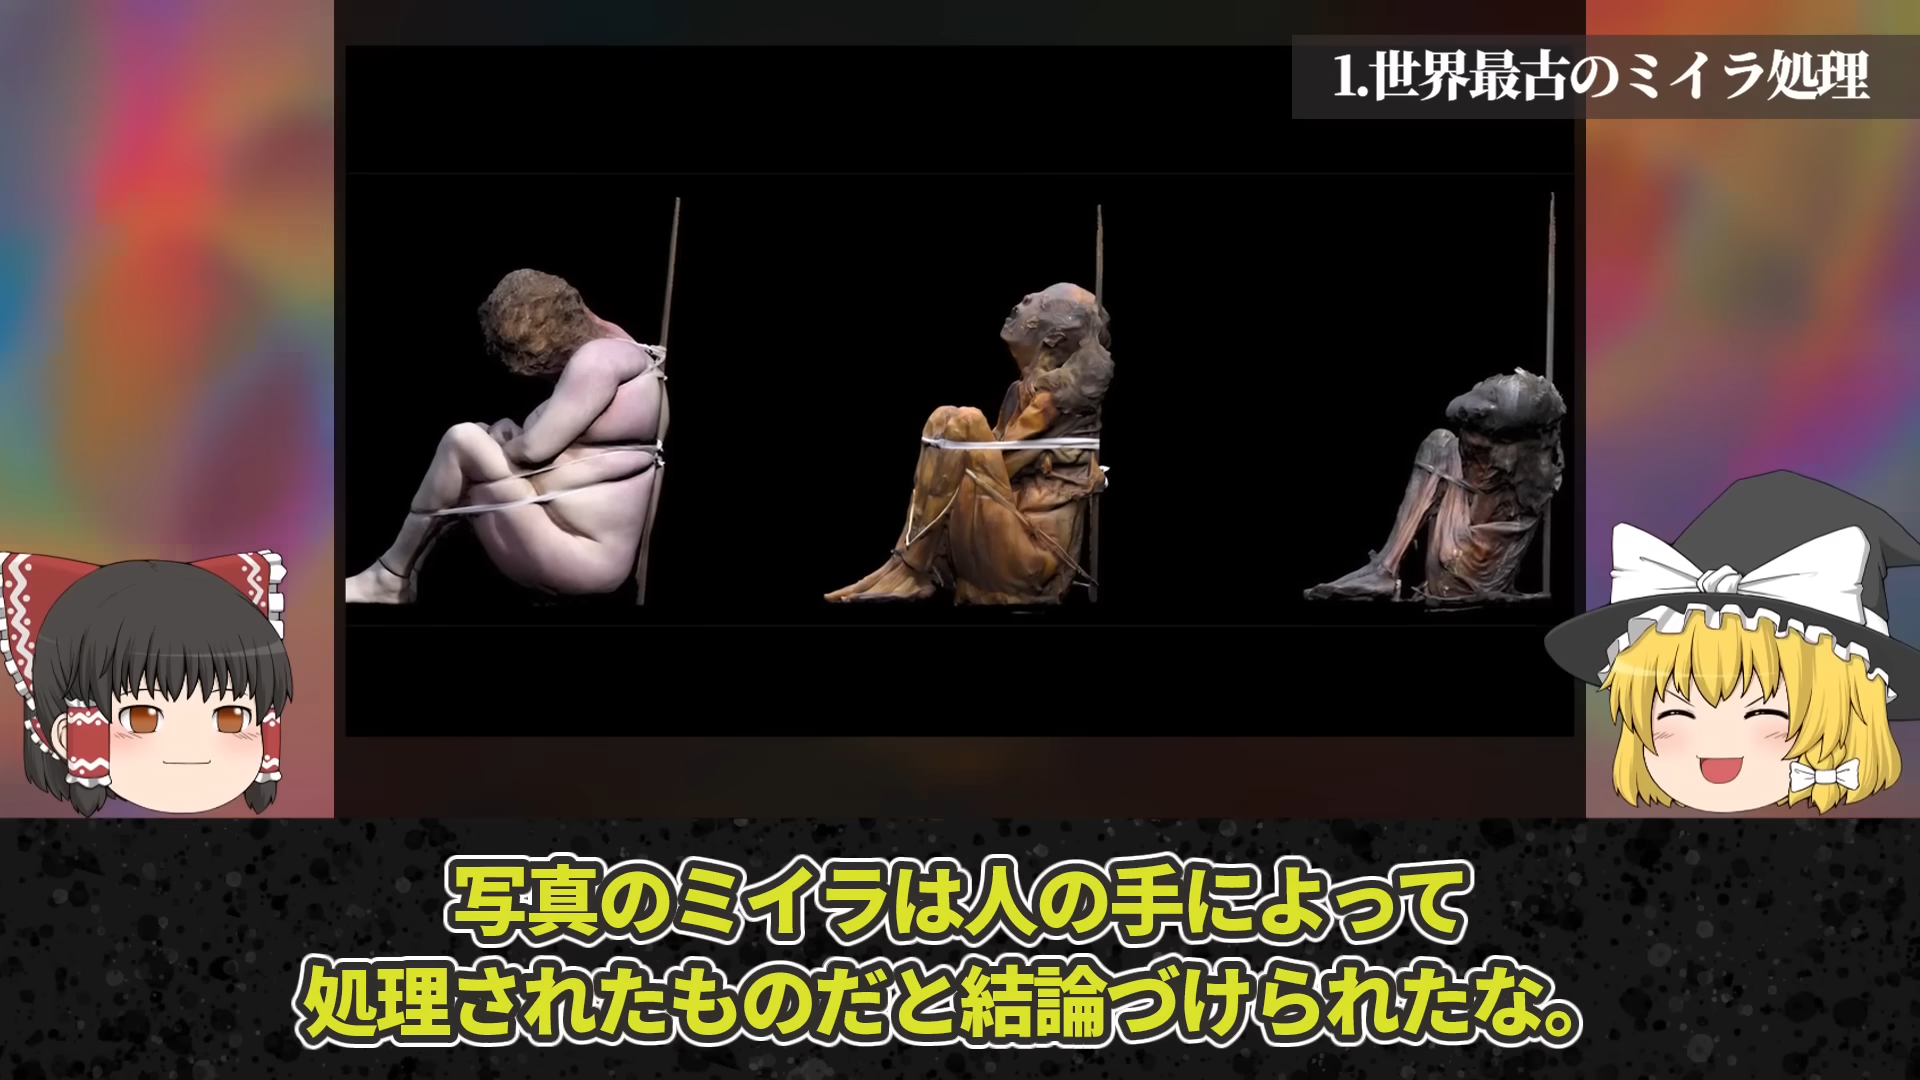 1.世界最古のミイラ処理
写真のミイラは人の手によって
処理されたものだと結論づけられたな。